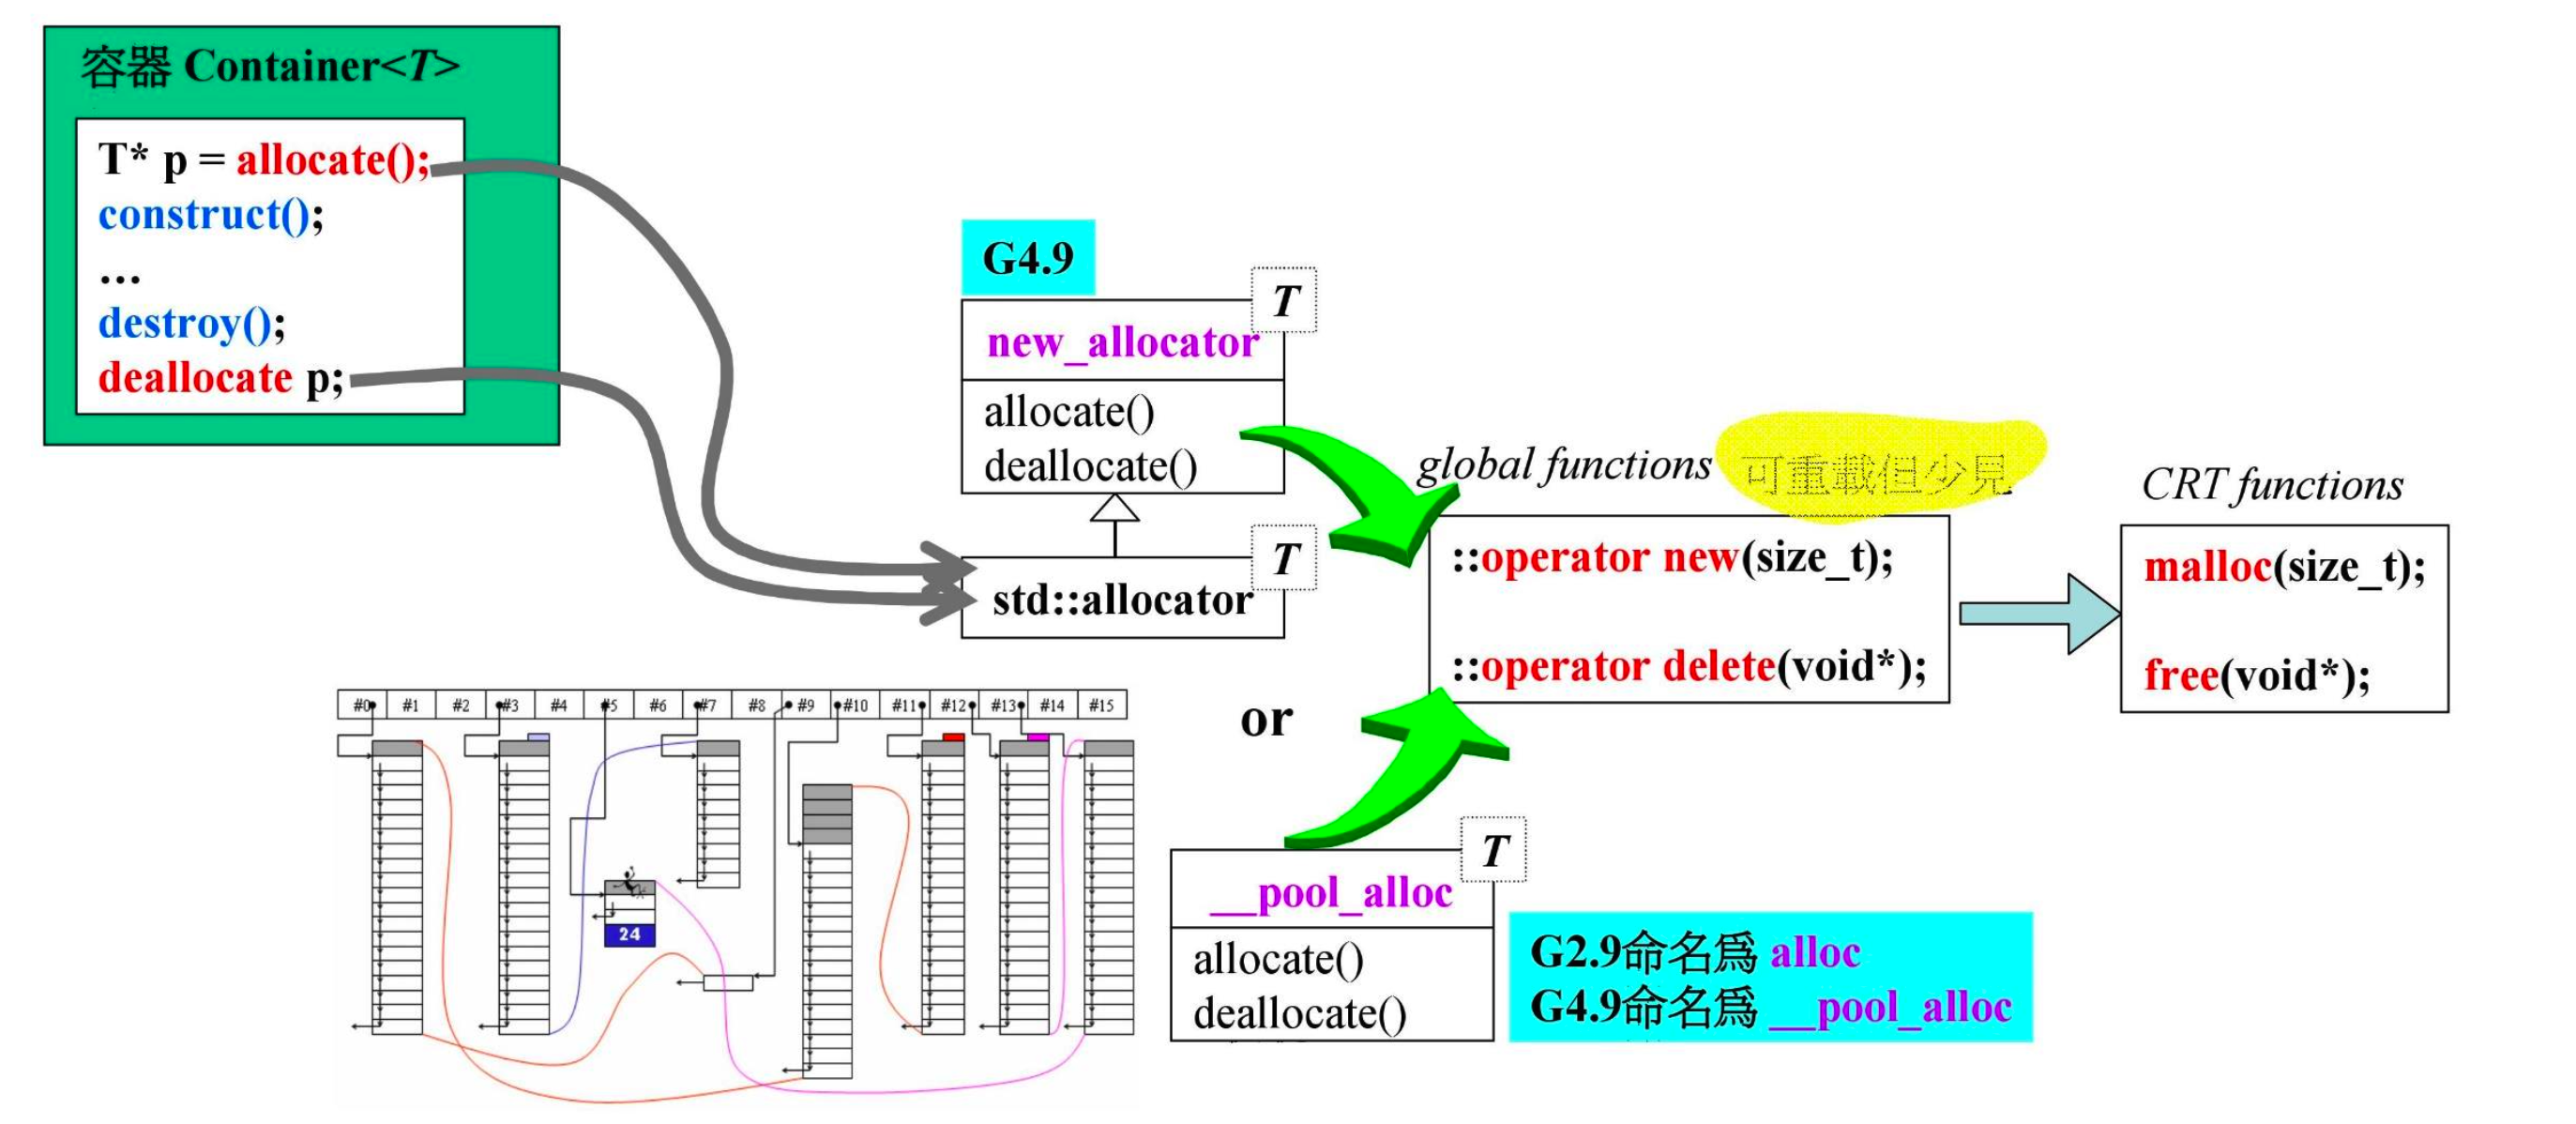 容器 Container<T>
T* p = allocate();
construct();
...
destroy();
deallocate p;
G4.9
T
new_allocator
allocate()
deallocate()
T
std::allocator
global functions 可重載但少見
::operator new(size_t);
::operator delete(void*);
CRT functions
malloc(size_t);
free(void*);
#0 #1 #2 #3 #4 #5 #6 #7 #8 #9 #10 #11 #12 #13 #14 #15
24
or
T
__pool_alloc
allocate()
deallocate()
G2.9命名爲 alloc
G4.9命名爲 __pool_alloc